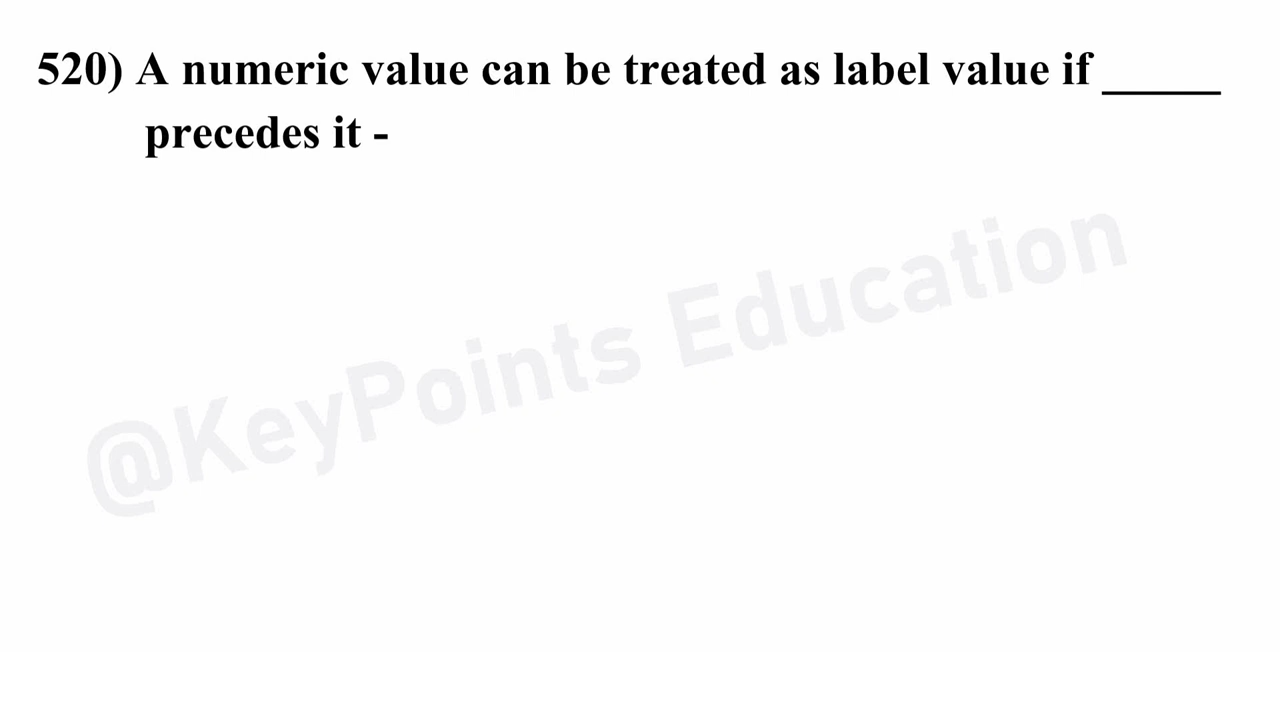 520) A numeric value can be treated as label value if _____
precedes it -
@KeyPoints Education